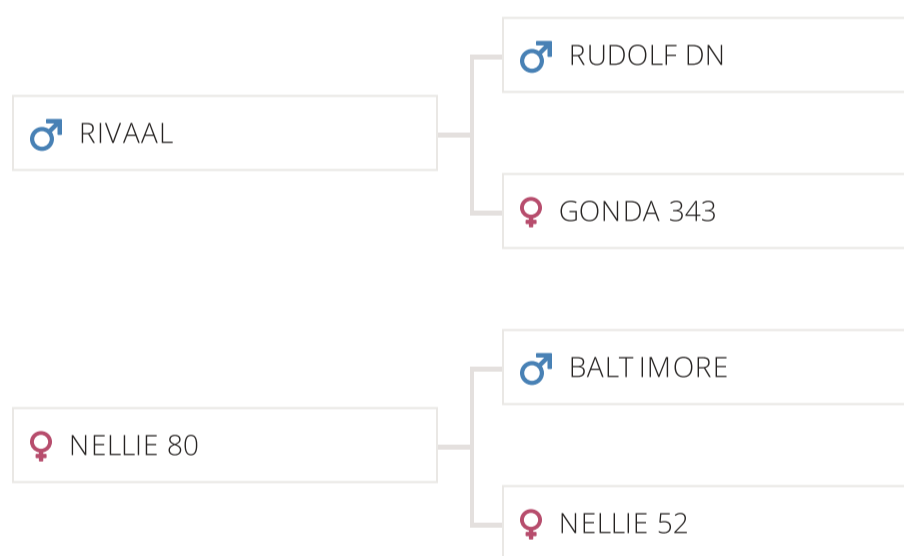 RUDOLF DN
RIVAAL
GONDA 343
BALTIMORE
NELLIE 80
NELLIE 52